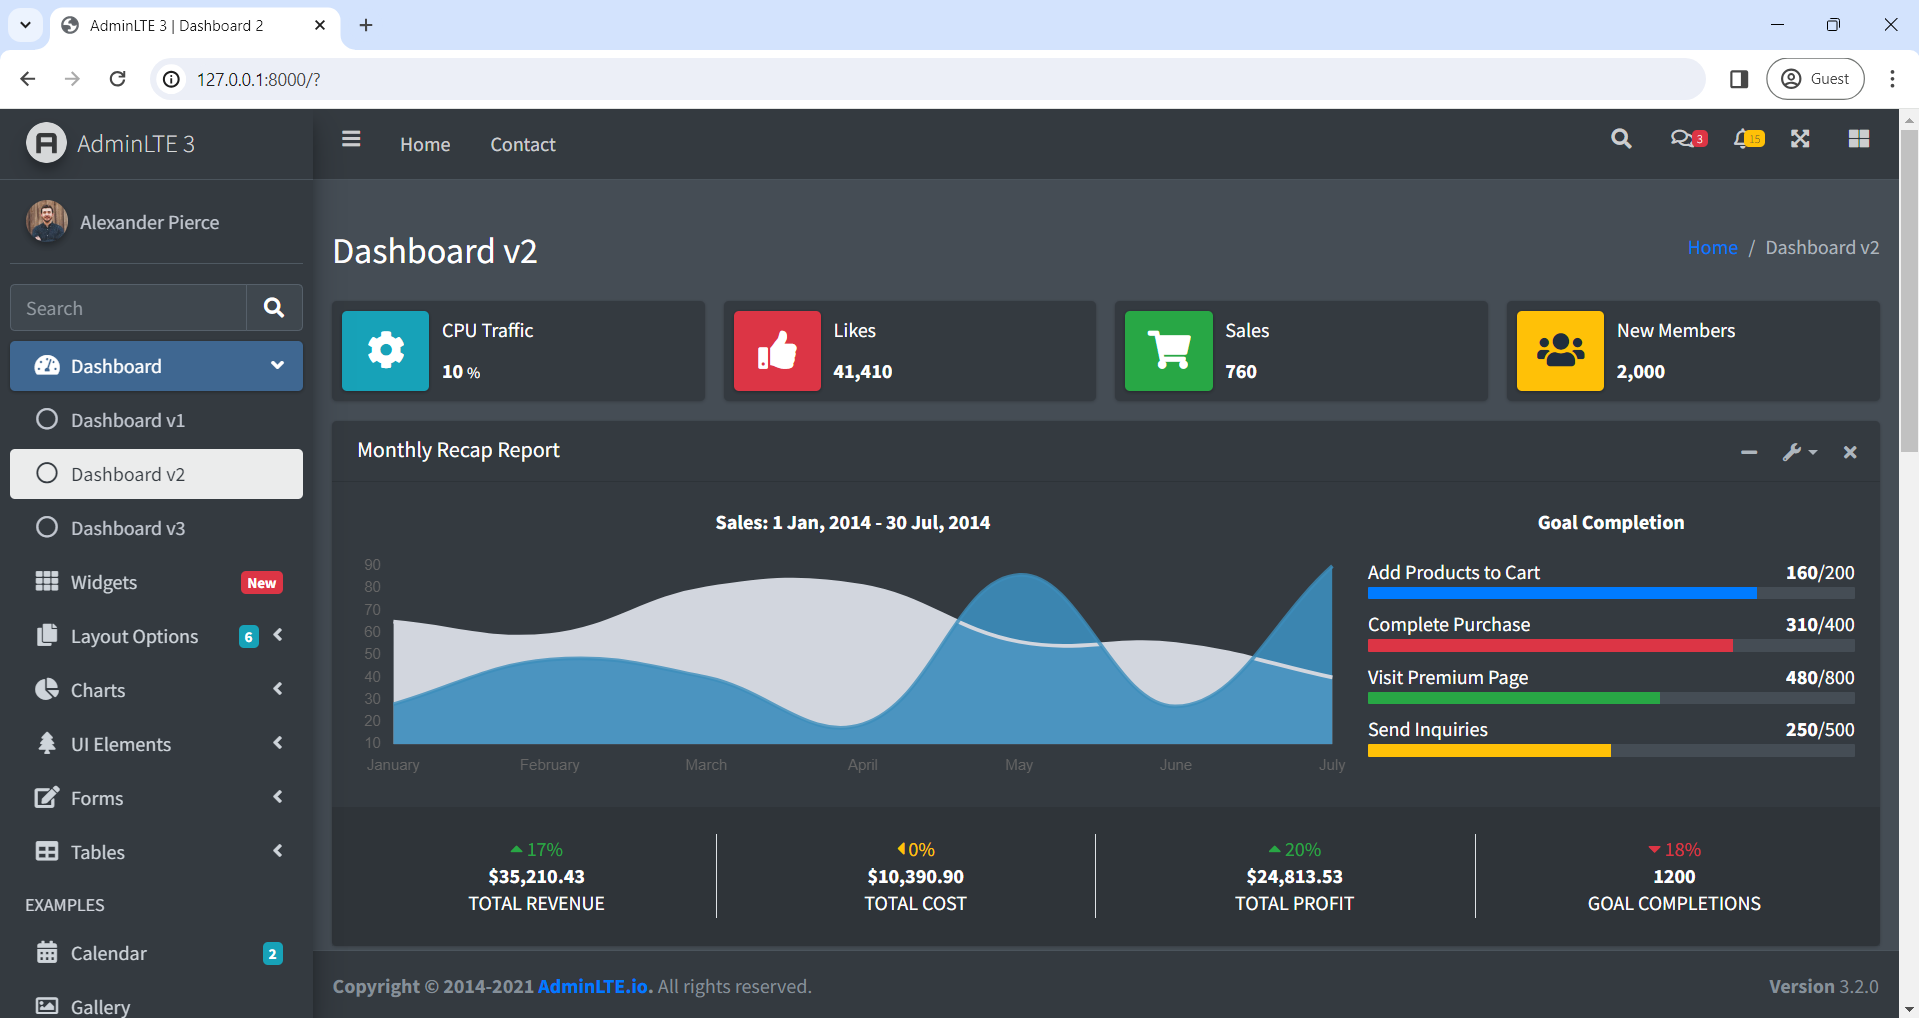 AdminLTE 3 | Dashboard 2
127.0.0.1:8000/?
Guest
AdminLTE 3
Home
Contact
3
15
Alexander Pierce
Search
Dashboard
Dashboard v1
Dashboard v2
Dashboard v3
Widgets
New
Layout Options
6
Charts
UI Elements
Forms
Tables
EXAMPLES
Calendar
2
Gallery
Dashboard v2
Home / Dashboard v2
CPU Traffic
10 %
Likes
41,410
Sales
760
New Members
2,000
Monthly Recap Report
Sales: 1 Jan, 2014 - 30 Jul, 2014
90
80
70
60
50
40
30
20
10
January February March April May June July
Goal Completion
Add Products to Cart 160/200
Complete Purchase 310/400
Visit Premium Page 480/800
Send Inquiries 250/500
17%
$35,210.43
TOTAL REVENUE
0%
$10,390.90
TOTAL COST
20%
$24,813.53
TOTAL PROFIT
18%
1200
GOAL COMPLETIONS
Copyright © 2014-2021 AdminLTE.io. All rights reserved.
Version 3.2.0